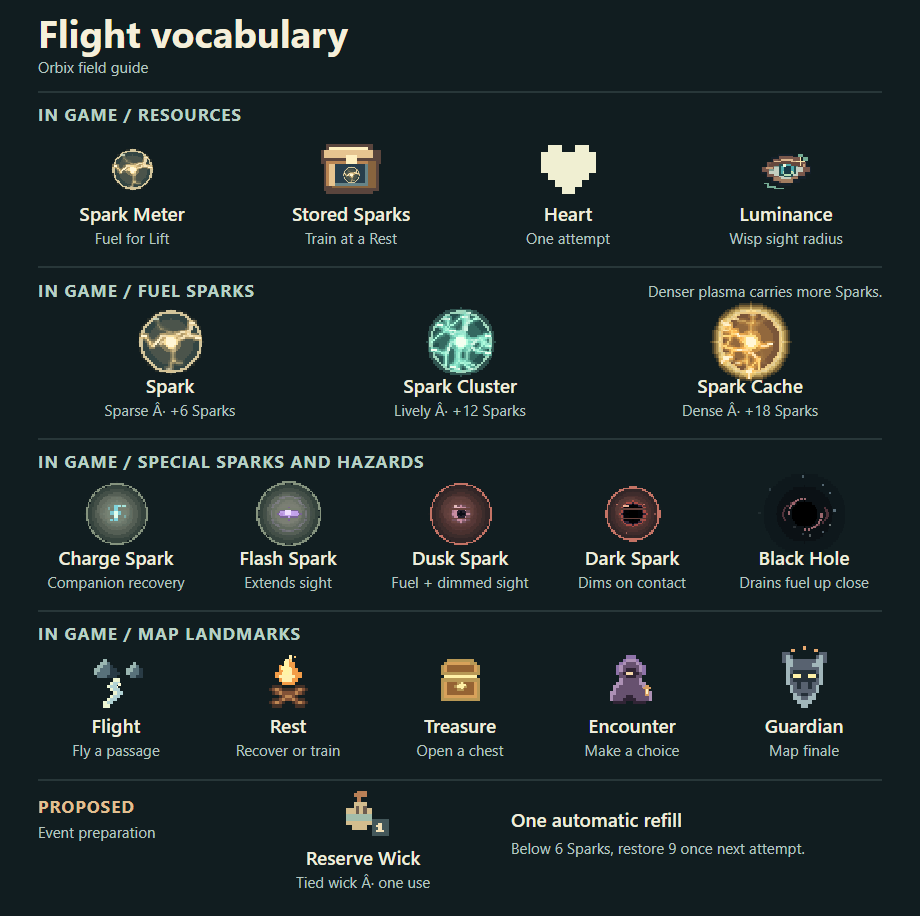 Flight vocabulary
Orbix field guide
IN GAME / RESOURCES
Spark Meter
Fuel for Lift
Stored Sparks
Train at a Rest
Heart
One attempt
Luminance
Wisp sight radius
IN GAME / FUEL SPARKS
Denser plasma carries more Sparks.
Spark
Sparse Â· +6 Sparks
Spark Cluster
Lively Â· +12 Sparks
Spark Cache
Dense Â· +18 Sparks
IN GAME / SPECIAL SPARKS AND HAZARDS
Charge Spark
Companion recovery
Flash Spark
Extends sight
Dusk Spark
Fuel + dimmed sight
Dark Spark
Dims on contact
Black Hole
Drains fuel up close
IN GAME / MAP LANDMARKS
Flight
Fly a passage
Rest
Recover or train
Treasure
Open a chest
Encounter
Make a choice
Guardian
Map finale
PROPOSED
Event preparation
1
Reserve Wick
Tied wick Â· one use
One automatic refill
Below 6 Sparks, restore 9 once next attempt.